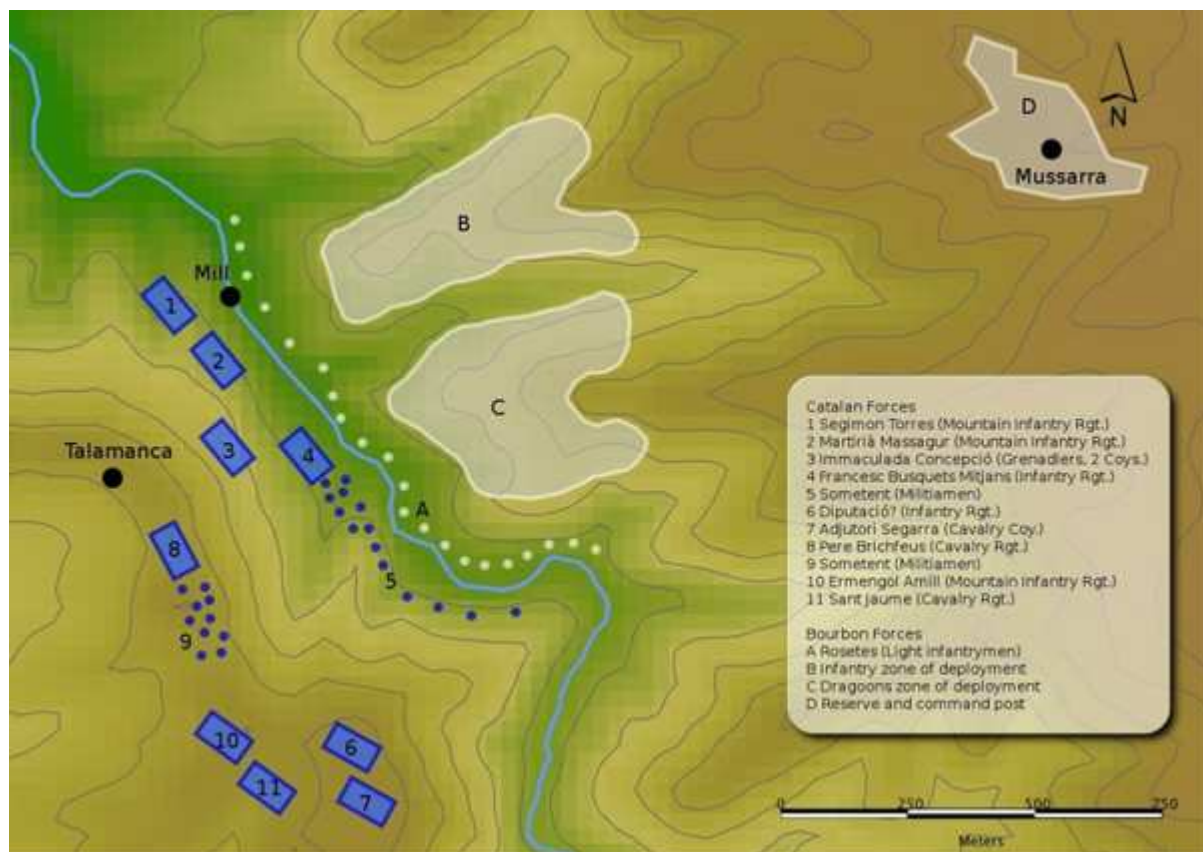 D
N
Mussarra
B
Mill
1
2
C
3
4
Talamanca
A
8
5
9
10
6
11
7
Catalan Forces
1 Segimon Torres (Mountain Infantry Rgt.)
2 Martirià Massagur (Mountain Infantry Rgt.)
3 Immaculada Concepció (Grenadiers, 2 Coys.)
4 Francesc Busquets Mitjans (Infantry Rgt.)
5 Sometent (Militiamen)
6 Diputació? (Infantry Rgt.)
7 Adjutori Segarra (Cavalry Coy.)
8 Pere Brichfeus (Cavalry Rgt.)
9 Sometent (Militiamen)
10 Ermengol Amill (Mountain Infantry Rgt.)
11 Sant Jaume (Cavalry Rgt.)
Bourbon Forces
A Rosetes (Light infantrymen)
B Infantry zone of deployment
C Dragoons zone of deployment
D Reserve and command post
0 250 500 250
Meters